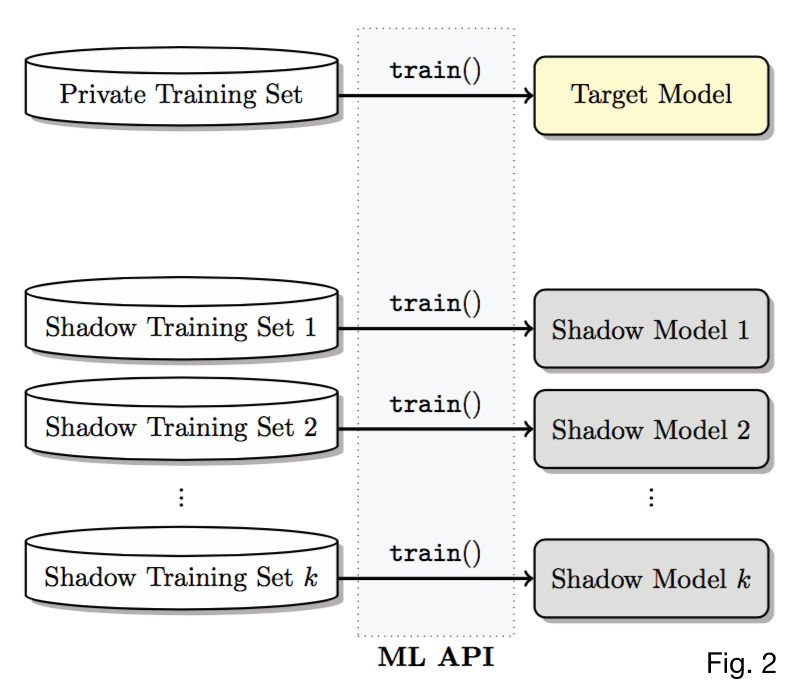 train()
Private Training Set
Target Model
train()
Shadow Training Set 1
Shadow Model 1
train()
Shadow Training Set 2
Shadow Model 2
⋮
⋮
train()
Shadow Training Set k
Shadow Model k
ML API
Fig. 2